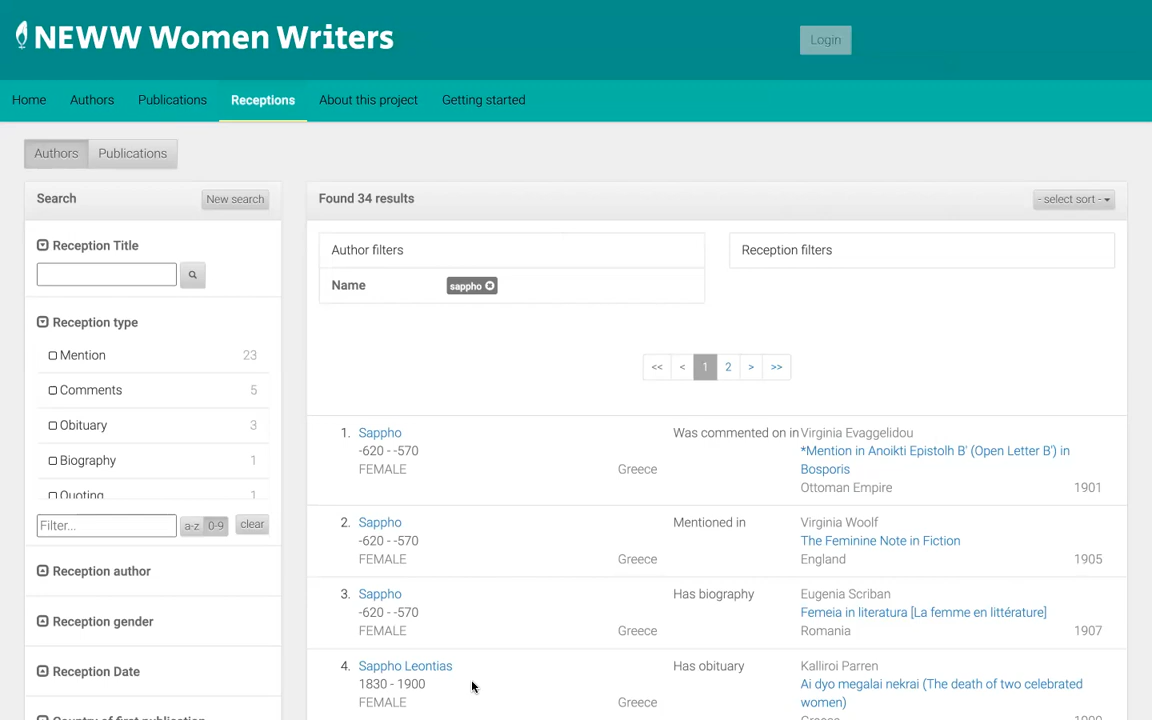 NEWW Women Writers
Login
Home Authors Publications Receptions About this project Getting started
Authors Publications
Search New search
Found 34 results - select sort -
Reception Title
Author filters
Reception filters
Name sappho
Reception type
Mention 23
Comments 5
Obituary 3
Biography 1
Quoting 1
Filter... a-z 0-9 clear
Reception author
Reception gender
Reception Date
Country of first publication
<< < 1 2 > >>
1. Sappho Was commented on in Virginia Evaggelidou
-620 - -570 *Mention in Anoikti Epistolh B' (Open Letter B') in
FEMALE Greece Bosporis
Ottoman Empire 1901
2. Sappho Mentioned in Virginia Woolf
-620 - -570 The Feminine Note in Fiction
FEMALE Greece England 1905
3. Sappho Has biography Eugenia Scriban
-620 - -570 Femeia in literatura [La femme en littérature]
FEMALE Greece Romania 1907
4. Sappho Leontias Has obituary Kalliroi Parren
1830 - 1900 Ai dyo megalai nekrai (The death of two celebrated
FEMALE Greece women)